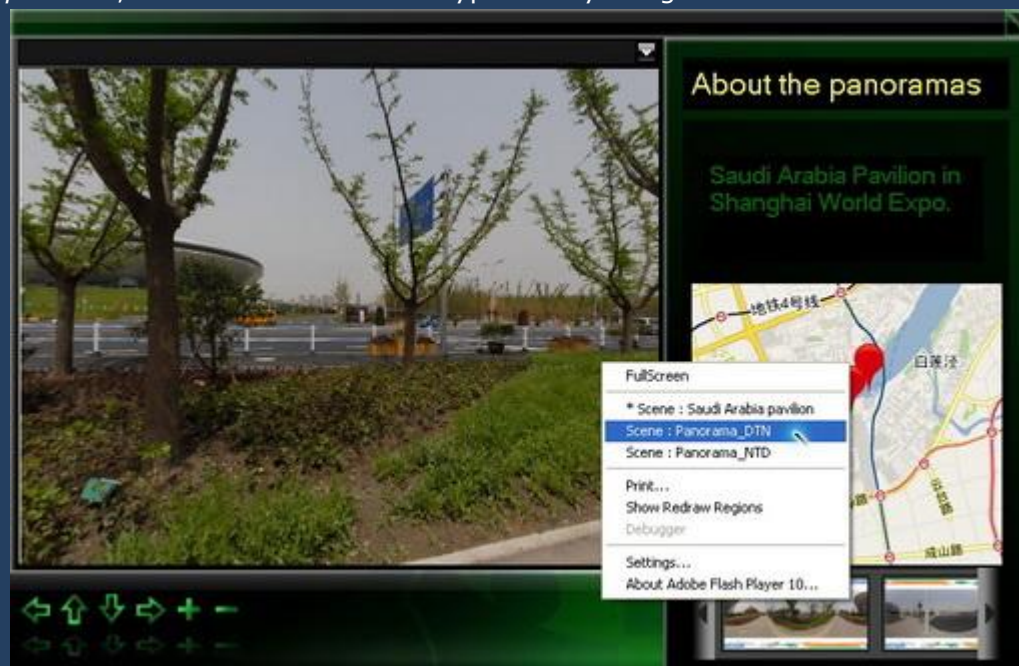 About the panoramas
Saudi Arabia Pavilion in
Shanghai World Expo.
地铁4号线
白莲泾
FullScreen
* Scene : Saudi Arabia pavilion
Scene : Panorama_DTN
Scene : Panorama_NTD
Print...
Show Redraw Regions
Debugger
Settings...
About Adobe Flash Player 10...
成山路